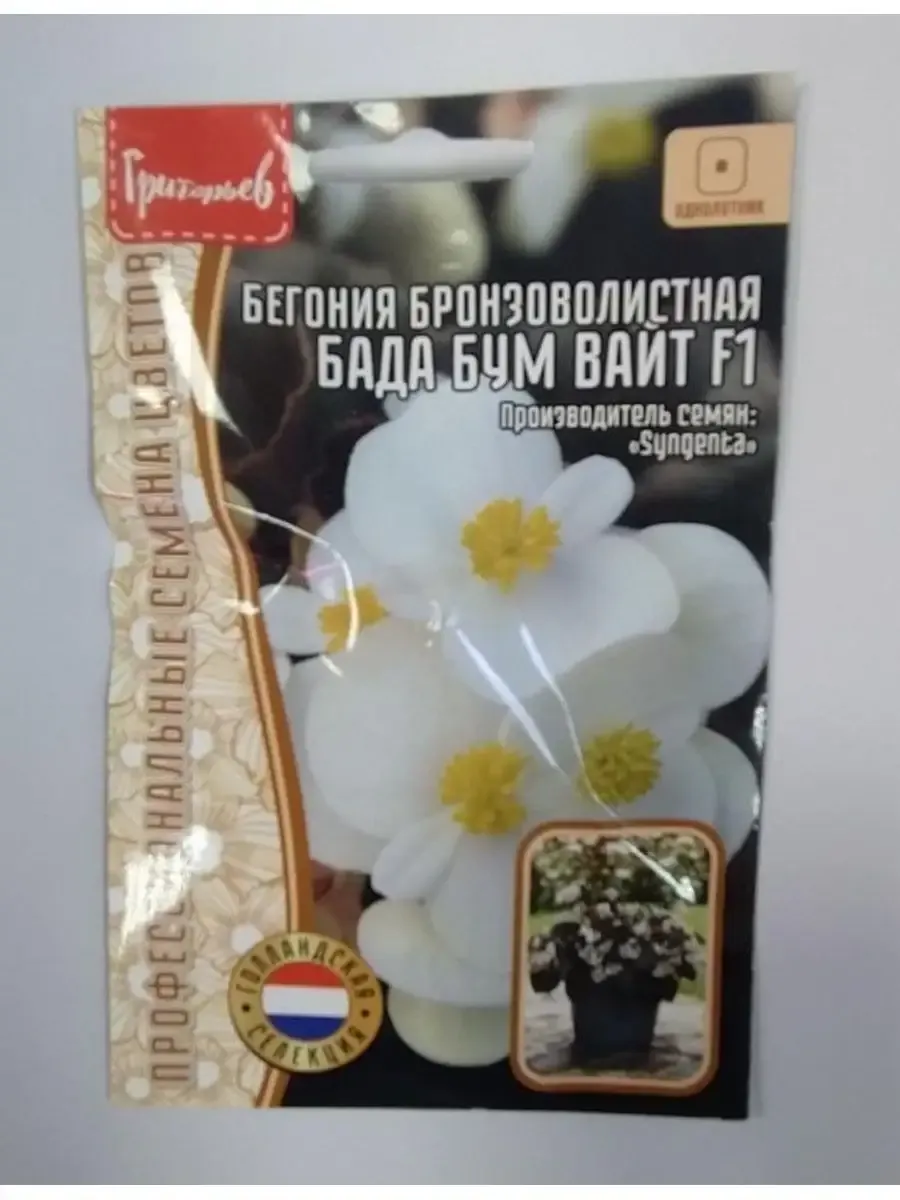 Григорьев
ОДНОЛЕТНИК
БЕГОНИЯ БРОНЗОВОЛИСТНАЯ
БАДА БУМ ВАЙТ F1
Производитель семян:
«Syngenta»
ПРОФЕССИОНАЛЬНЫЕ СЕМЕНА ЦВЕТОВ
ГОЛЛАНДСКАЯ
СЕЛЕКЦИЯ